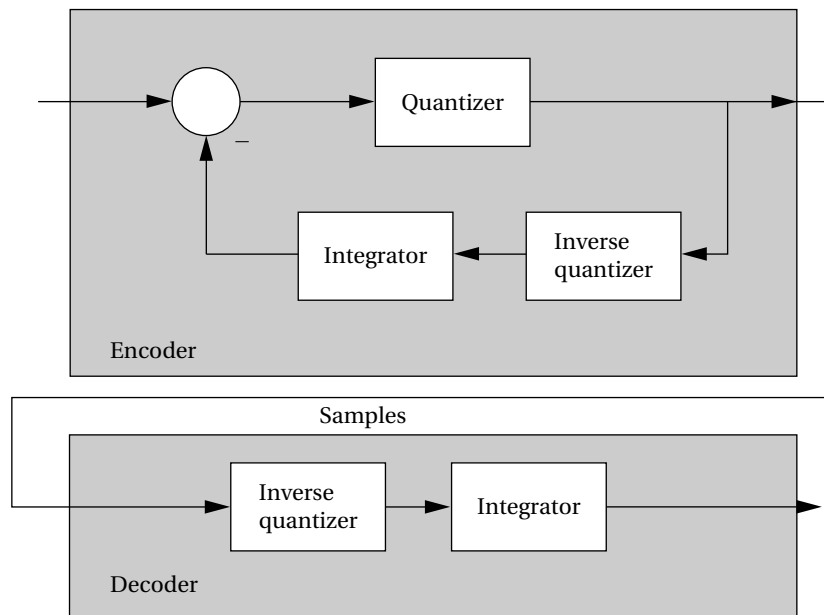 Quantizer
–
Integrator
Inverse
quantizer
Encoder
Samples
Inverse
quantizer
Integrator
Decoder